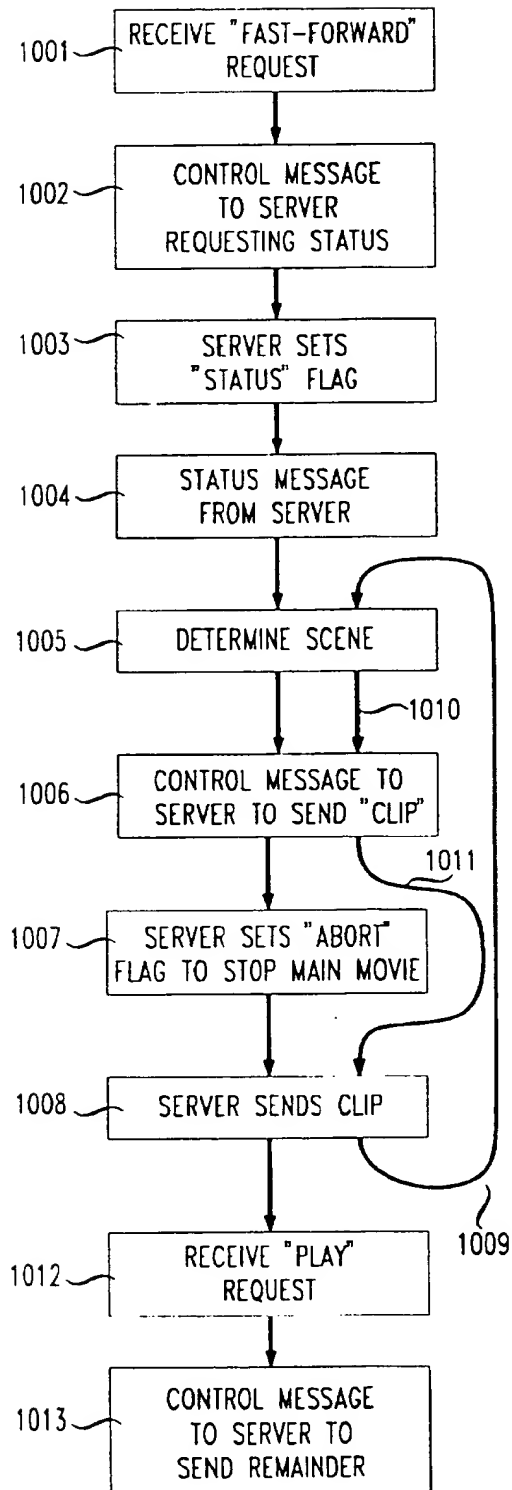 1001
RECEIVE "FAST-FORWARD"
REQUEST
1002
CONTROL MESSAGE
TO SERVER
REQUESTING STATUS
1003
SERVER SETS
"STATUS" FLAG
1004
STATUS MESSAGE
FROM SERVER
1005
DETERMINE SCENE
1010
1006
CONTROL MESSAGE TO
SERVER TO SEND "CLIP"
1011
1007
SERVER SETS "ABORT"
FLAG TO STOP MAIN MOVIE
1008
SERVER SENDS CLIP
1009
1012
RECEIVE "PLAY"
REQUEST
1013
CONTROL MESSAGE
TO SERVER TO
SEND REMAINDER